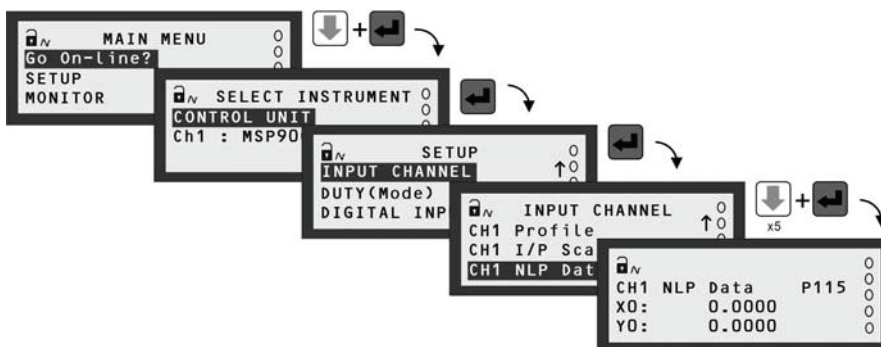 MAIN MENU
Go On-line?
SETUP
MONITOR
+
SELECT INSTRUMENT
CONTROL UNIT
Ch1 : MSP90
SETUP
INPUT CHANNEL
DUTY(Mode)
DIGITAL INP
INPUT CHANNEL
CH1 Profile
CH1 I/P Sca
CH1 NLP Dat
+
x5
CH1 NLP Data P115
X0: 0.0000
Y0: 0.0000